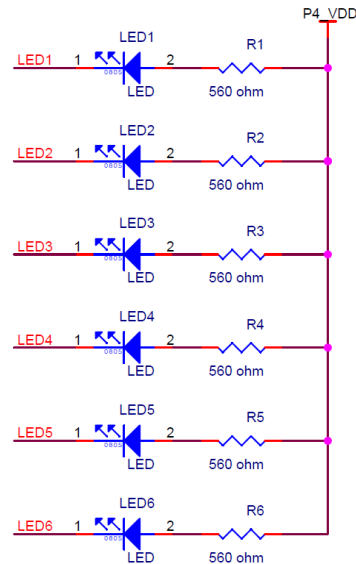 P4_VDD
LED1 R1
LED1 1 2
0805
LED 560 ohm
LED2 R2
LED2 1 2
0805
LED 560 ohm
LED3 R3
LED3 1 2
0805
LED 560 ohm
LED4 R4
LED4 1 2
0805
LED 560 ohm
LED5 R5
LED5 1 2
0805
LED 560 ohm
LED6 R6
LED6 1 2
0805
LED 560 ohm